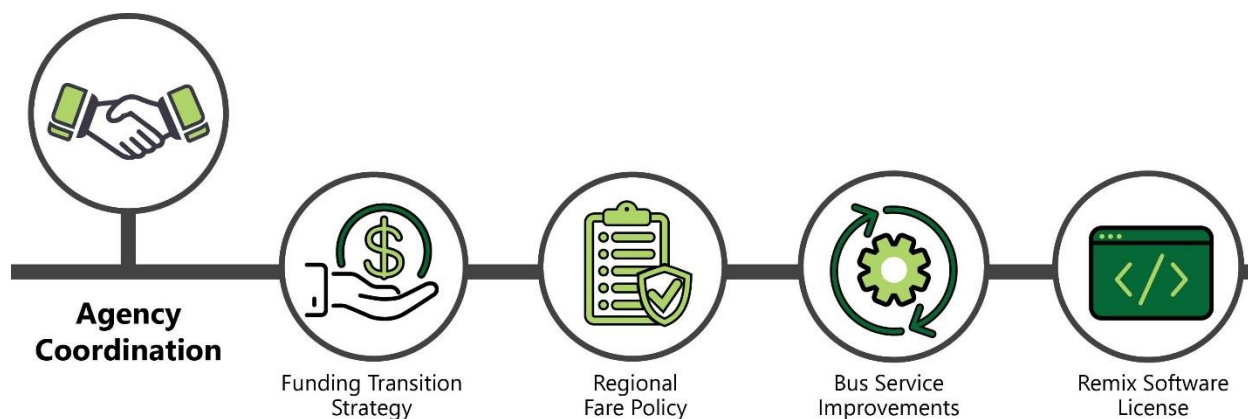 Agency
Coordination
Funding Transition
Strategy
Regional
Fare Policy
Bus Service
Improvements
Remix Software
License